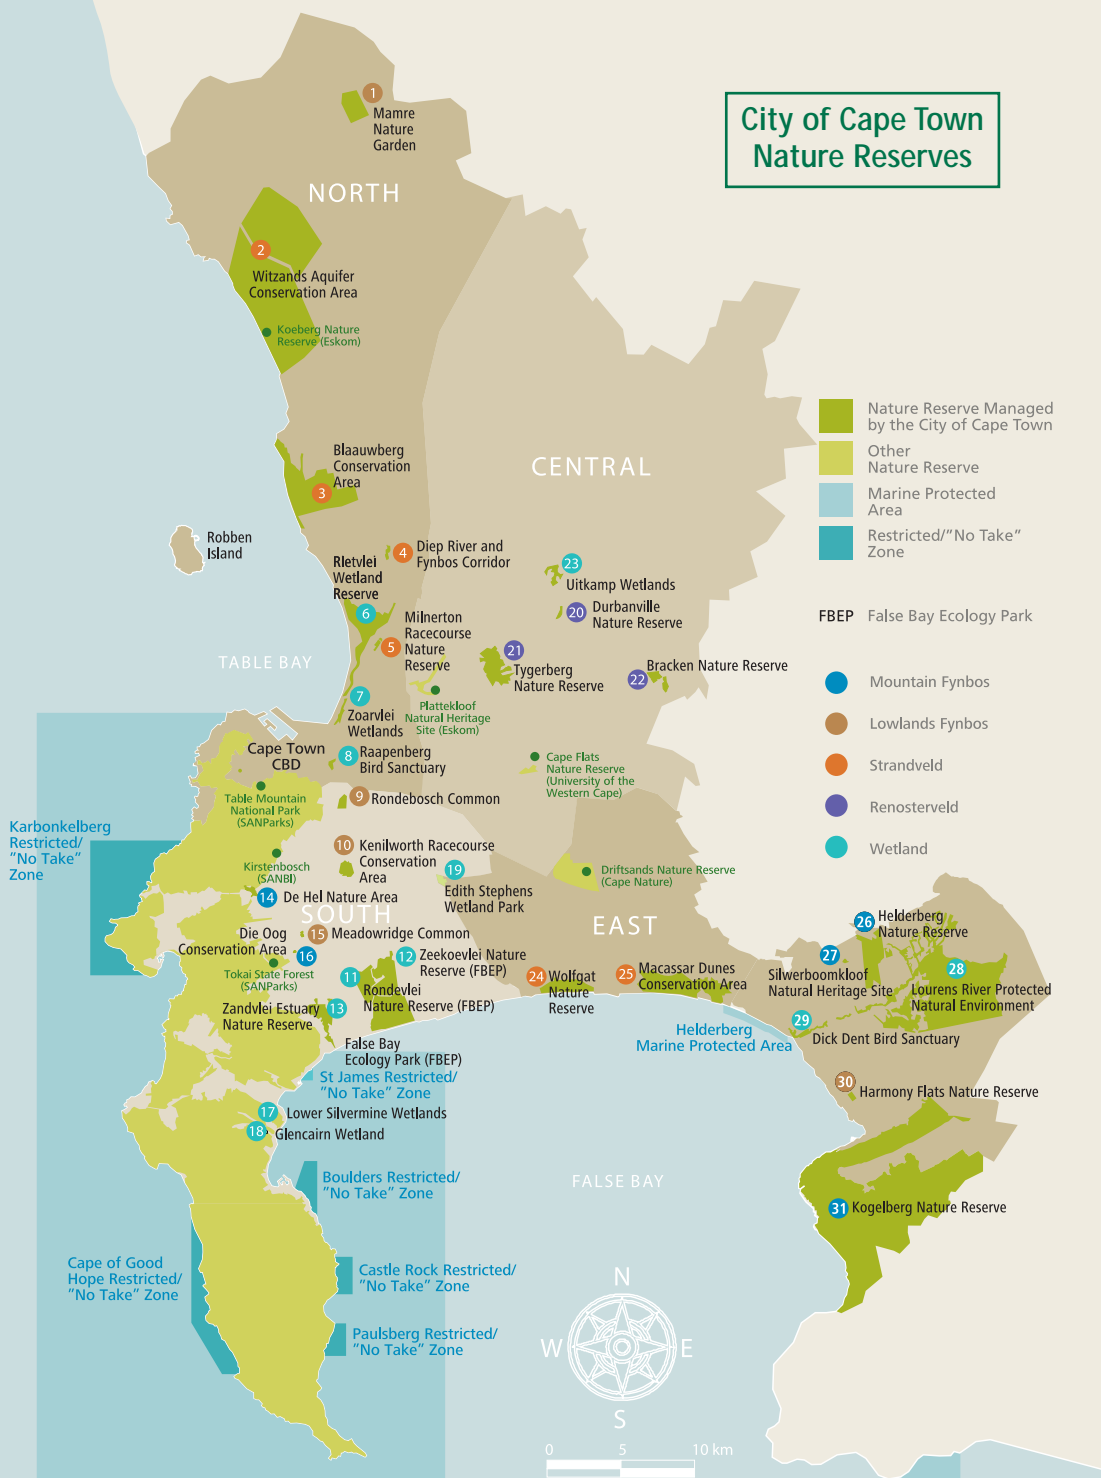 City of Cape Town
Nature Reserves
1
Mamre
Nature
Garden
NORTH
2
Witzands Aquifer
Conservation Area
Koeberg Nature
Reserve (Eskom)
Blaauwberg
Conservation
Area
3
CENTRAL
Nature Reserve Managed
by the City of Cape Town
Other
Nature Reserve
Marine Protected
Area
Restricted/"No Take"
Zone
FBEP False Bay Ecology Park
Mountain Fynbos
Lowlands Fynbos
Strandveld
Renosterveld
Wetland
Robben
Island
4
Diep River and
Fynbos Corridor
RIetvlei
Wetland
Reserve
6
23
Uitkamp Wetlands
20
Durbanville
Nature Reserve
Milnerton
Racecourse
Nature
Reserve
5
21
Tygerberg
Nature Reserve
Bracken Nature Reserve
22
TABLE BAY
7
Zoarvlei
Wetlands
Plattekloof
Natural Heritage
Site (Eskom)
Cape Town
CBD
8
Raapenberg
Bird Sanctuary
Cape Flats
Nature Reserve
(University of the
Western Cape)
Table Mountain
National Park
(SANParks)
9
Rondebosch Common
Karbonkelberg
Restricted/
"No Take"
Zone
10
Kenilworth Racecourse
Conservation
Area
Kirstenbosch
(SANBI)
19
Edith Stephens
Wetland Park
Driftsands Nature Reserve
(Cape Nature)
14
De Hel Nature Area
SOUTH
EAST
Die Oog
Conservation Area
15
Meadowridge Common
16
Tokai State Forest
(SANParks)
12
Zeekoevlei Nature
Reserve (FBEP)
11
Rondevlei
Nature Reserve (FBEP)
24
Wolfgat
Nature
Reserve
25
Macassar Dunes
Conservation Area
26
Helderberg
Nature Reserve
27
Silwerboomkloof
Natural Heritage Site
28
Lourens River Protected
Natural Environment
Zandvlei Estuary
Nature Reserve
13
29
Dick Dent Bird Sanctuary
Helderberg
Marine Protected Area
False Bay
Ecology Park (FBEP)
St James Restricted/
"No Take" Zone
30
Harmony Flats Nature Reserve
17
Lower Silvermine Wetlands
18
Glencairn Wetland
Boulders Restricted/
"No Take" Zone
FALSE BAY
31
Kogelberg Nature Reserve
Cape of Good
Hope Restricted/
"No Take" Zone
Castle Rock Restricted/
"No Take" Zone
Paulsberg Restricted/
"No Take" Zone
N
W
E
S
0 5 10 km